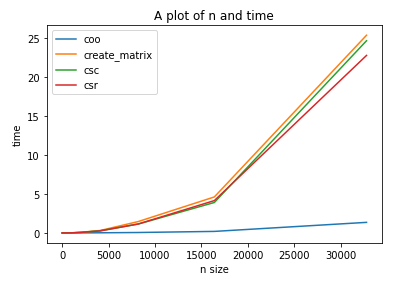 A plot of n and time
coo
create_matrix
csc
csr
25
20
15
10
5
0
time
0 5000 10000 15000 20000 25000 30000
n size